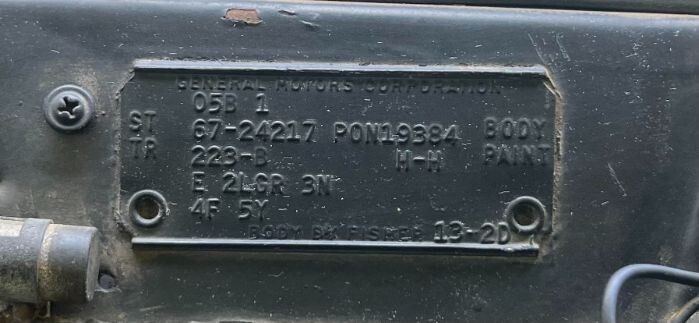 GENERAL MOTORS CORPORATION
05B 1
ST 67-24217 PON19384 BODY
TR 223-B H-H PAINT
E 2LGR 3N
4F 5Y
BODY BY FISHER 13-2D